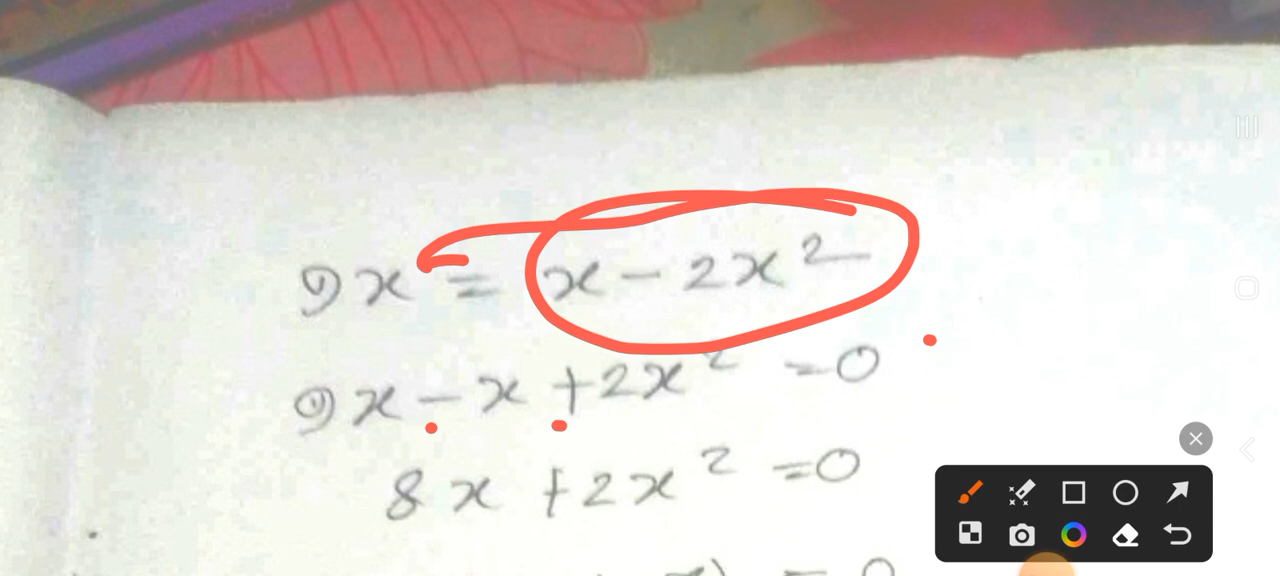 9x = x - 2x²
9x - x + 2x² = 0
8x + 2x² = 0